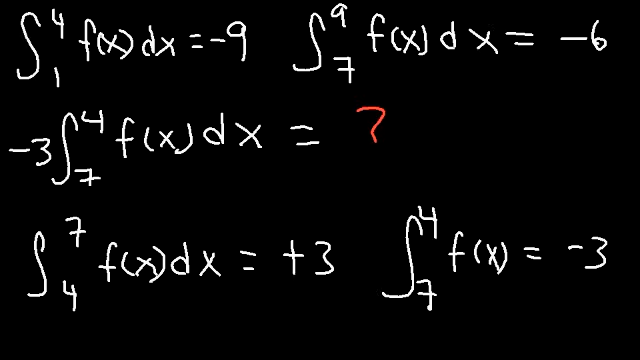 ∫₁⁴ f(x) dx = -9 ∫₇⁹ f(x) dx = -6
-3∫₇⁴ f(x) dx = ?
∫₄⁷ f(x) dx = +3 ∫₇⁴ f(x) = -3